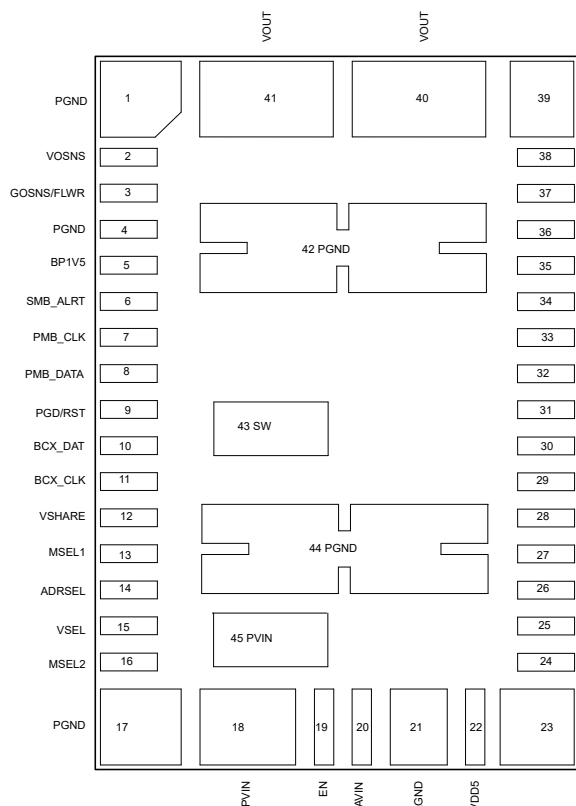 VOUT VOUT
PGND 1 41 40 39
VOSNS 2 38
GOSNS/FLWR 3 37
PGND 4 36
42 PGND
BP1V5 5 35
SMB_ALRT 6 34
PMB_CLK 7 33
PMB_DATA 8 32
PGD/RST 9 31
43 SW
BCX_DAT 10 30
BCX_CLK 11 29
VSHARE 12 28
MSEL1 13 27
44 PGND
ADRSEL 14 26
VSEL 15 25
45 PVIN
MSEL2 16 24
PGND 17 18 19 20 21 22 23
PVIN EN AVIN GND VDD5